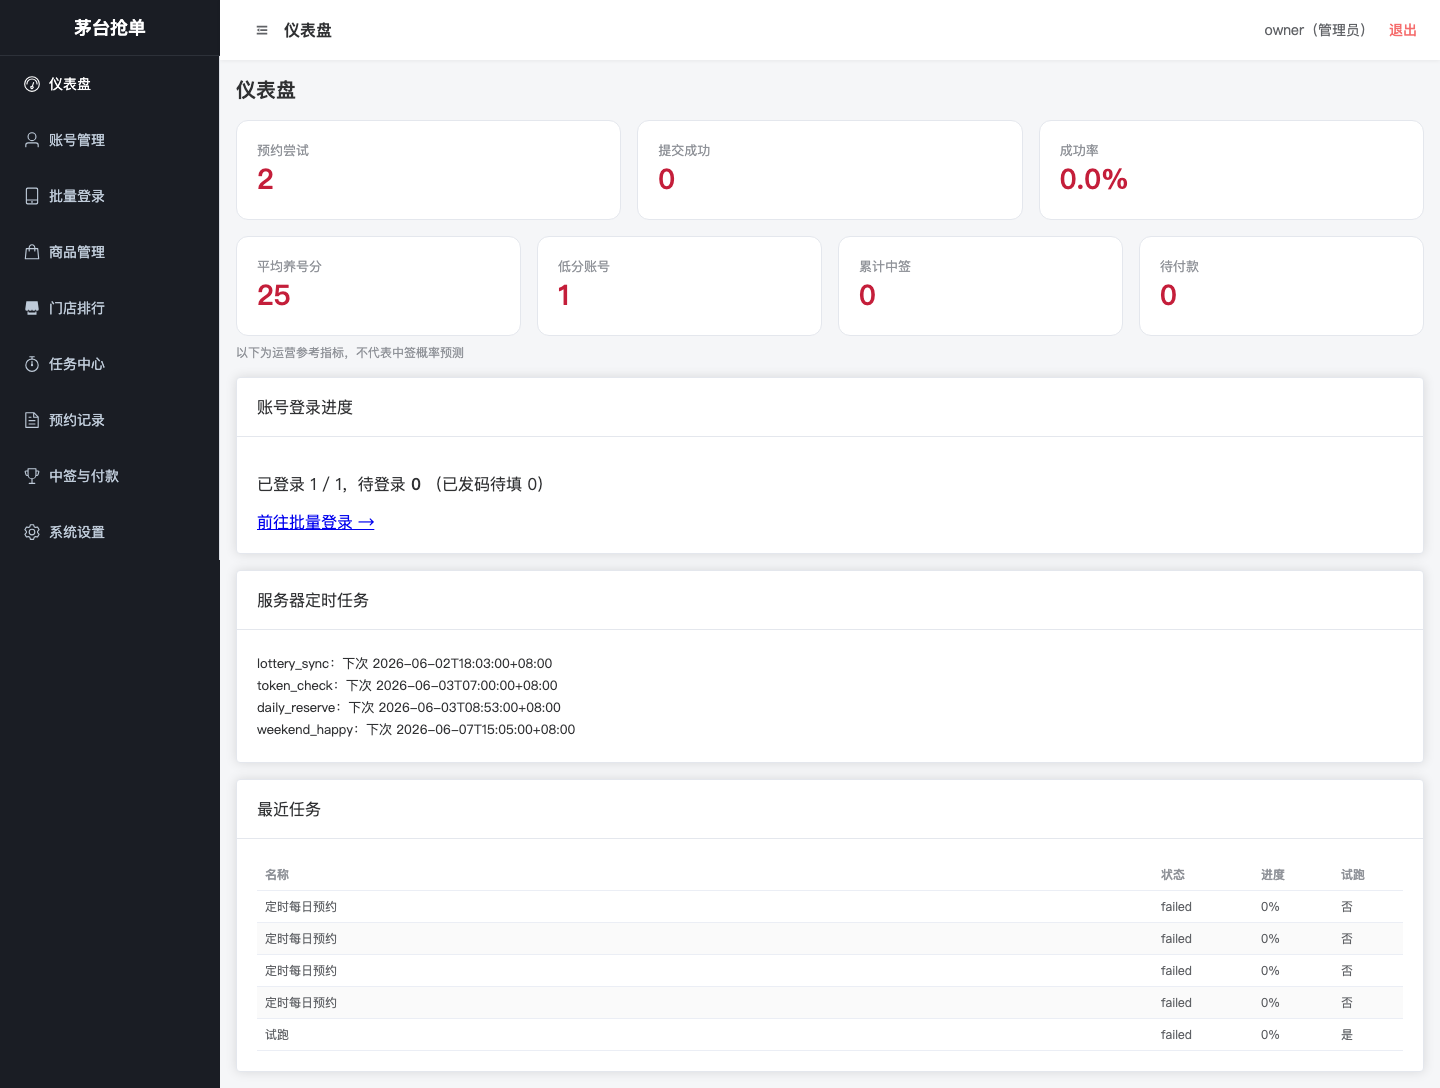 茅台抢单
仪表盘
账号管理
批量登录
商品管理
门店排行
任务中心
预约记录
中签与付款
系统设置
仪表盘
owner（管理员） 退出
仪表盘
预约尝试
2
提交成功
0
成功率
0.0%
平均养号分
25
低分账号
1
累计中签
0
待付款
0
以下为运营参考指标，不代表中签概率预测
账号登录进度
已登录 1 / 1，待登录 0 （已发码待填 0）
前往批量登录 →
服务器定时任务
lottery_sync：下次 2026-06-02T18:03:00+08:00
token_check：下次 2026-06-03T07:00:00+08:00
daily_reserve：下次 2026-06-03T08:53:00+08:00
weekend_happy：下次 2026-06-07T15:05:00+08:00
最近任务
名称 状态 进度 试跑
定时每日预约 failed 0% 否
定时每日预约 failed 0% 否
定时每日预约 failed 0% 否
定时每日预约 failed 0% 否
试跑 failed 0% 是